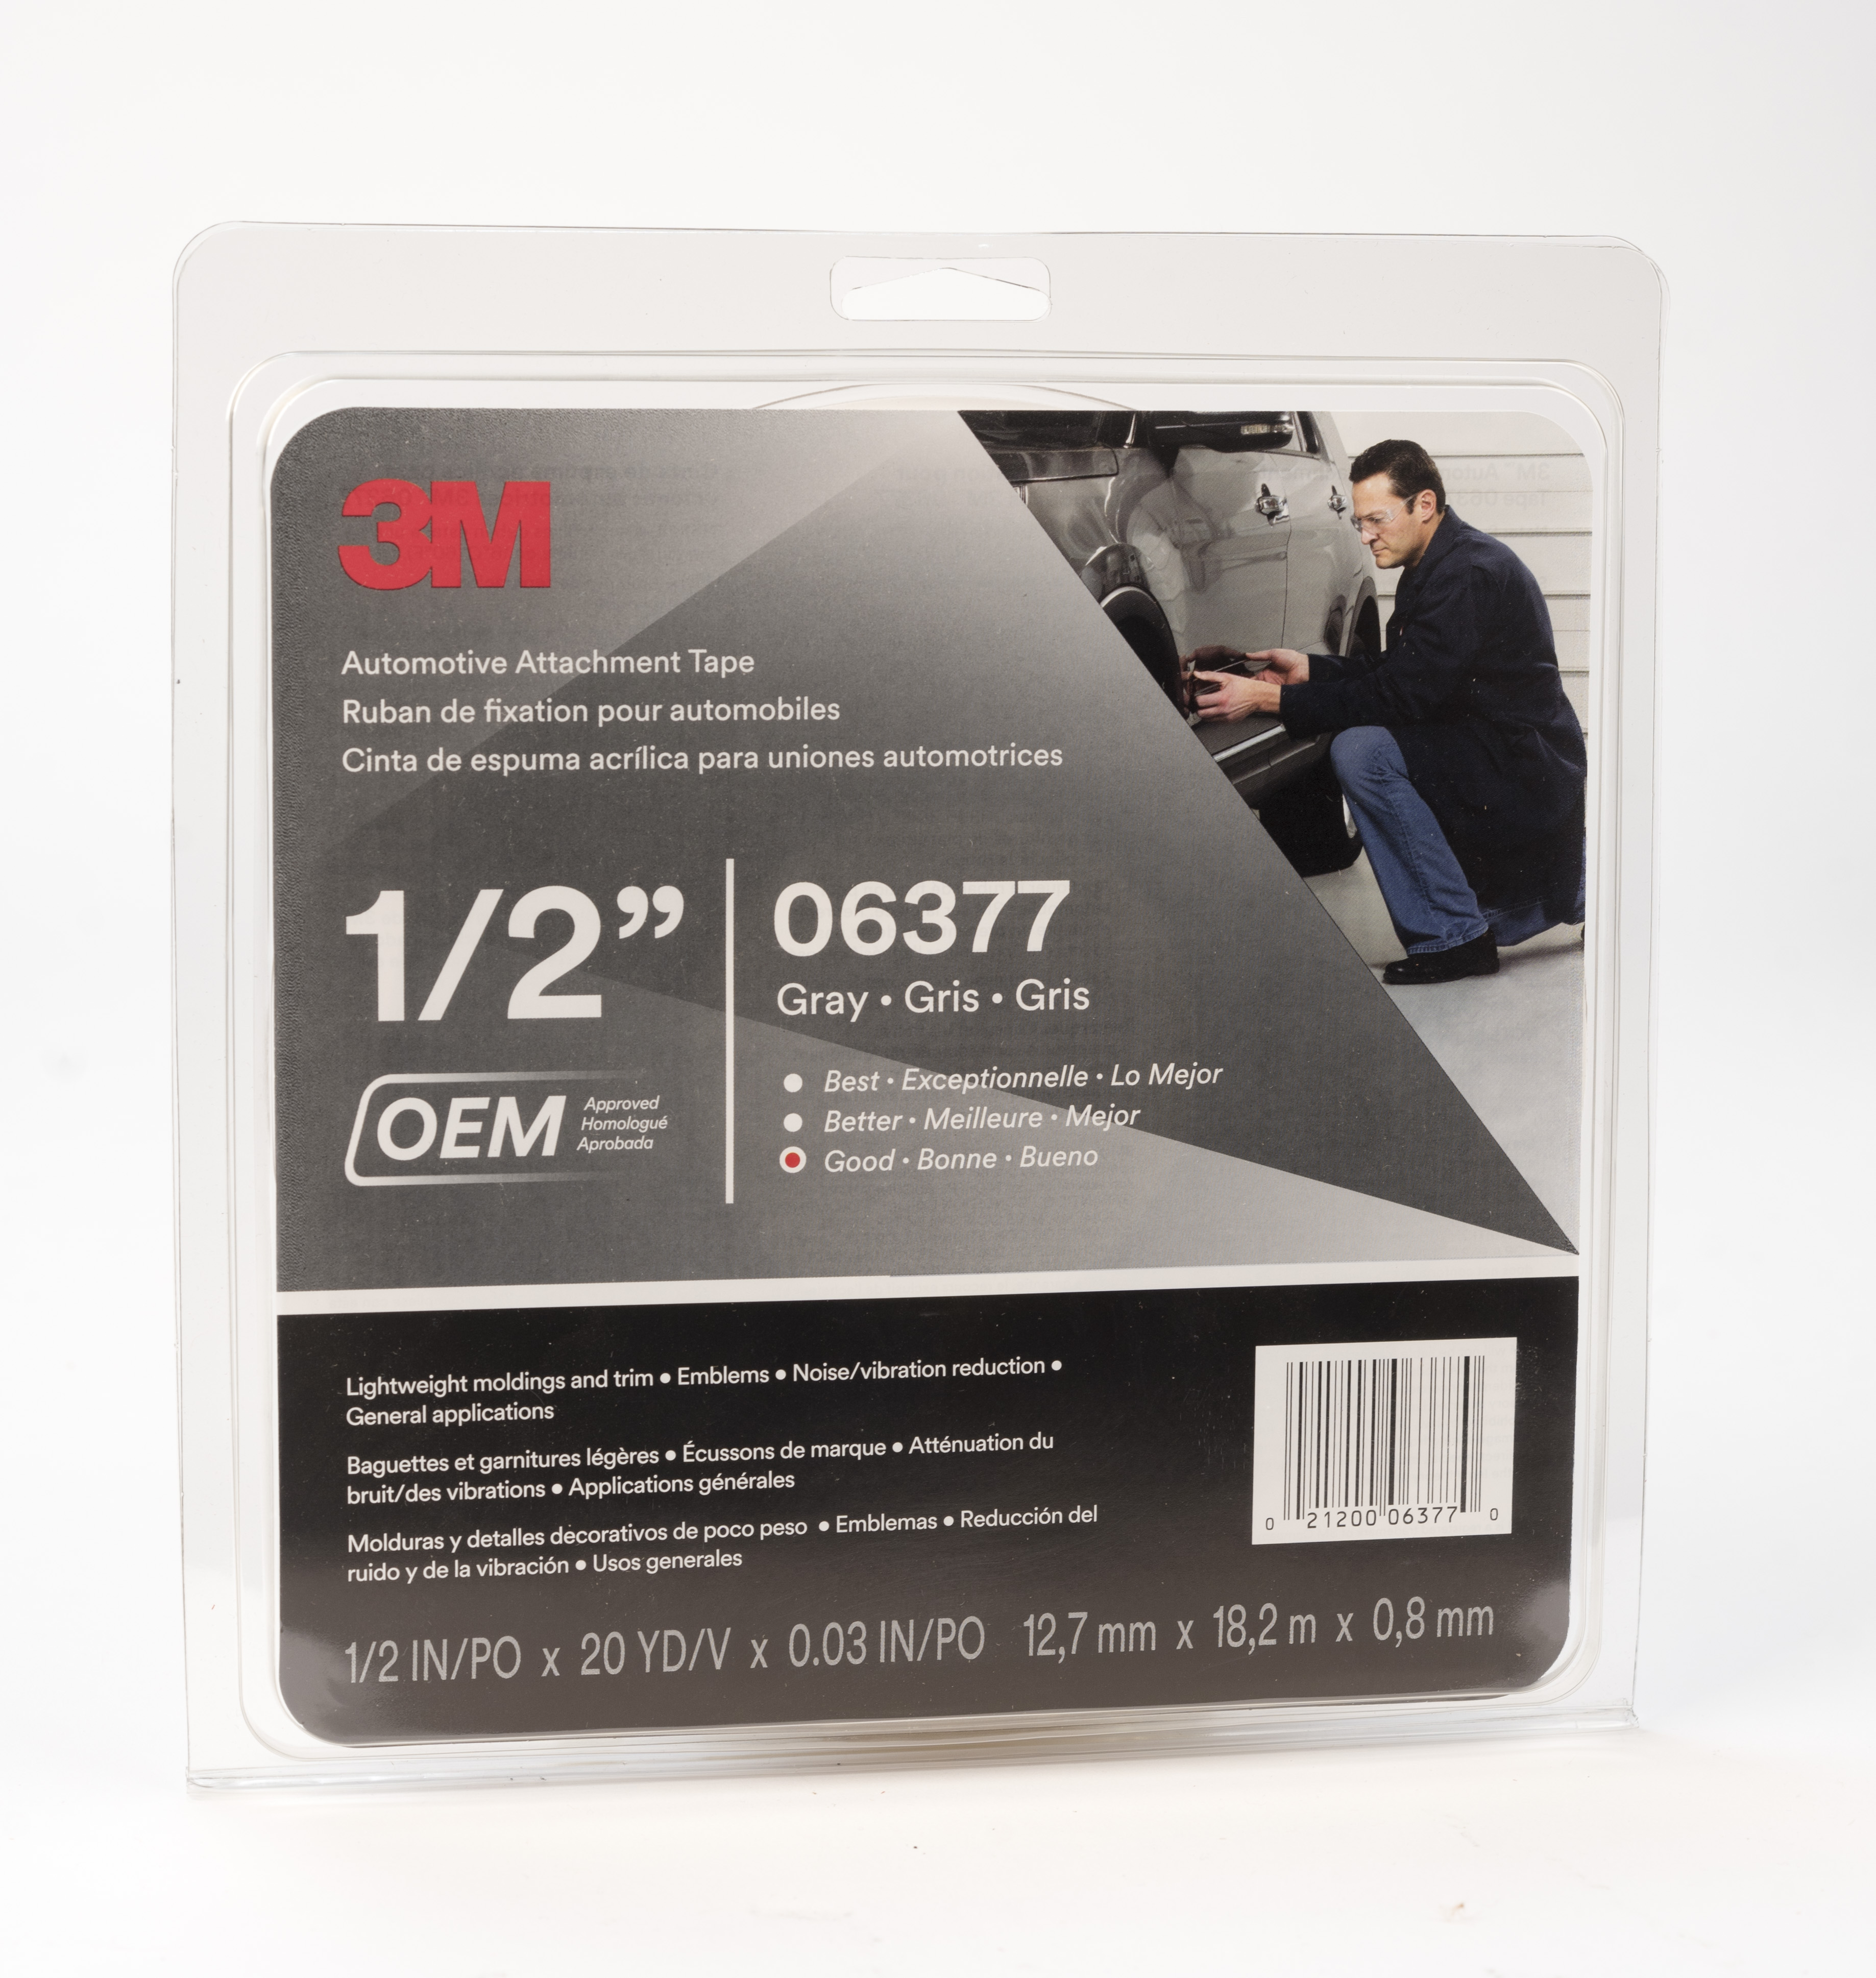 3M
Automotive Attachment Tape
Ruban de fixation pour automobiles
Cinta de espuma acrílica para uniones automotrices
1/2”
06377
Gray • Gris • Gris
OEM
Approved
Homologué
Aprobada
Best • Exceptionnelle • Lo Mejor
Better • Meilleure • Mejor
Good • Bonne • Bueno
Lightweight moldings and trim ● Emblems ● Noise/vibration reduction ●
General applications
Baguettes et garnitures légères ● Écussons de marque ● Atténuation du
bruit/des vibrations ● Applications générales
Molduras y detalles decorativos de poco peso ● Emblemas ● Reducción del
ruido y de la vibración ● Usos generales
0 21200 06377 0
1/2 IN/PO x 20 YD/V x 0.03 IN/PO 12,7 mm x 18,2 m x 0,8 mm